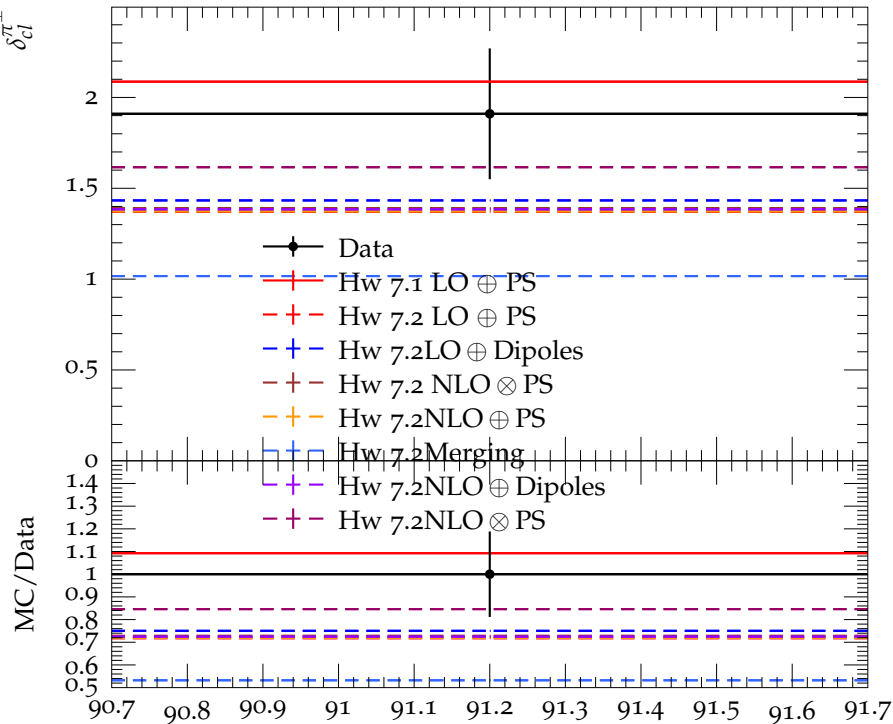 δ_cl^π±
2
1.5
1
0.5
0
Data
Hw 7.1 LO ⊕ PS
Hw 7.2 LO ⊕ PS
Hw 7.2LO ⊕ Dipoles
Hw 7.2 NLO ⊗ PS
Hw 7.2NLO ⊕ PS
Hw 7.2Merging
Hw 7.2NLO ⊕ Dipoles
Hw 7.2NLO ⊗ PS
MC/Data
1.4
1.3
1.2
1.1
1
0.9
0.8
0.7
0.6
0.5
90.7 90.8 90.9 91 91.1 91.2 91.3 91.4 91.5 91.6 91.7